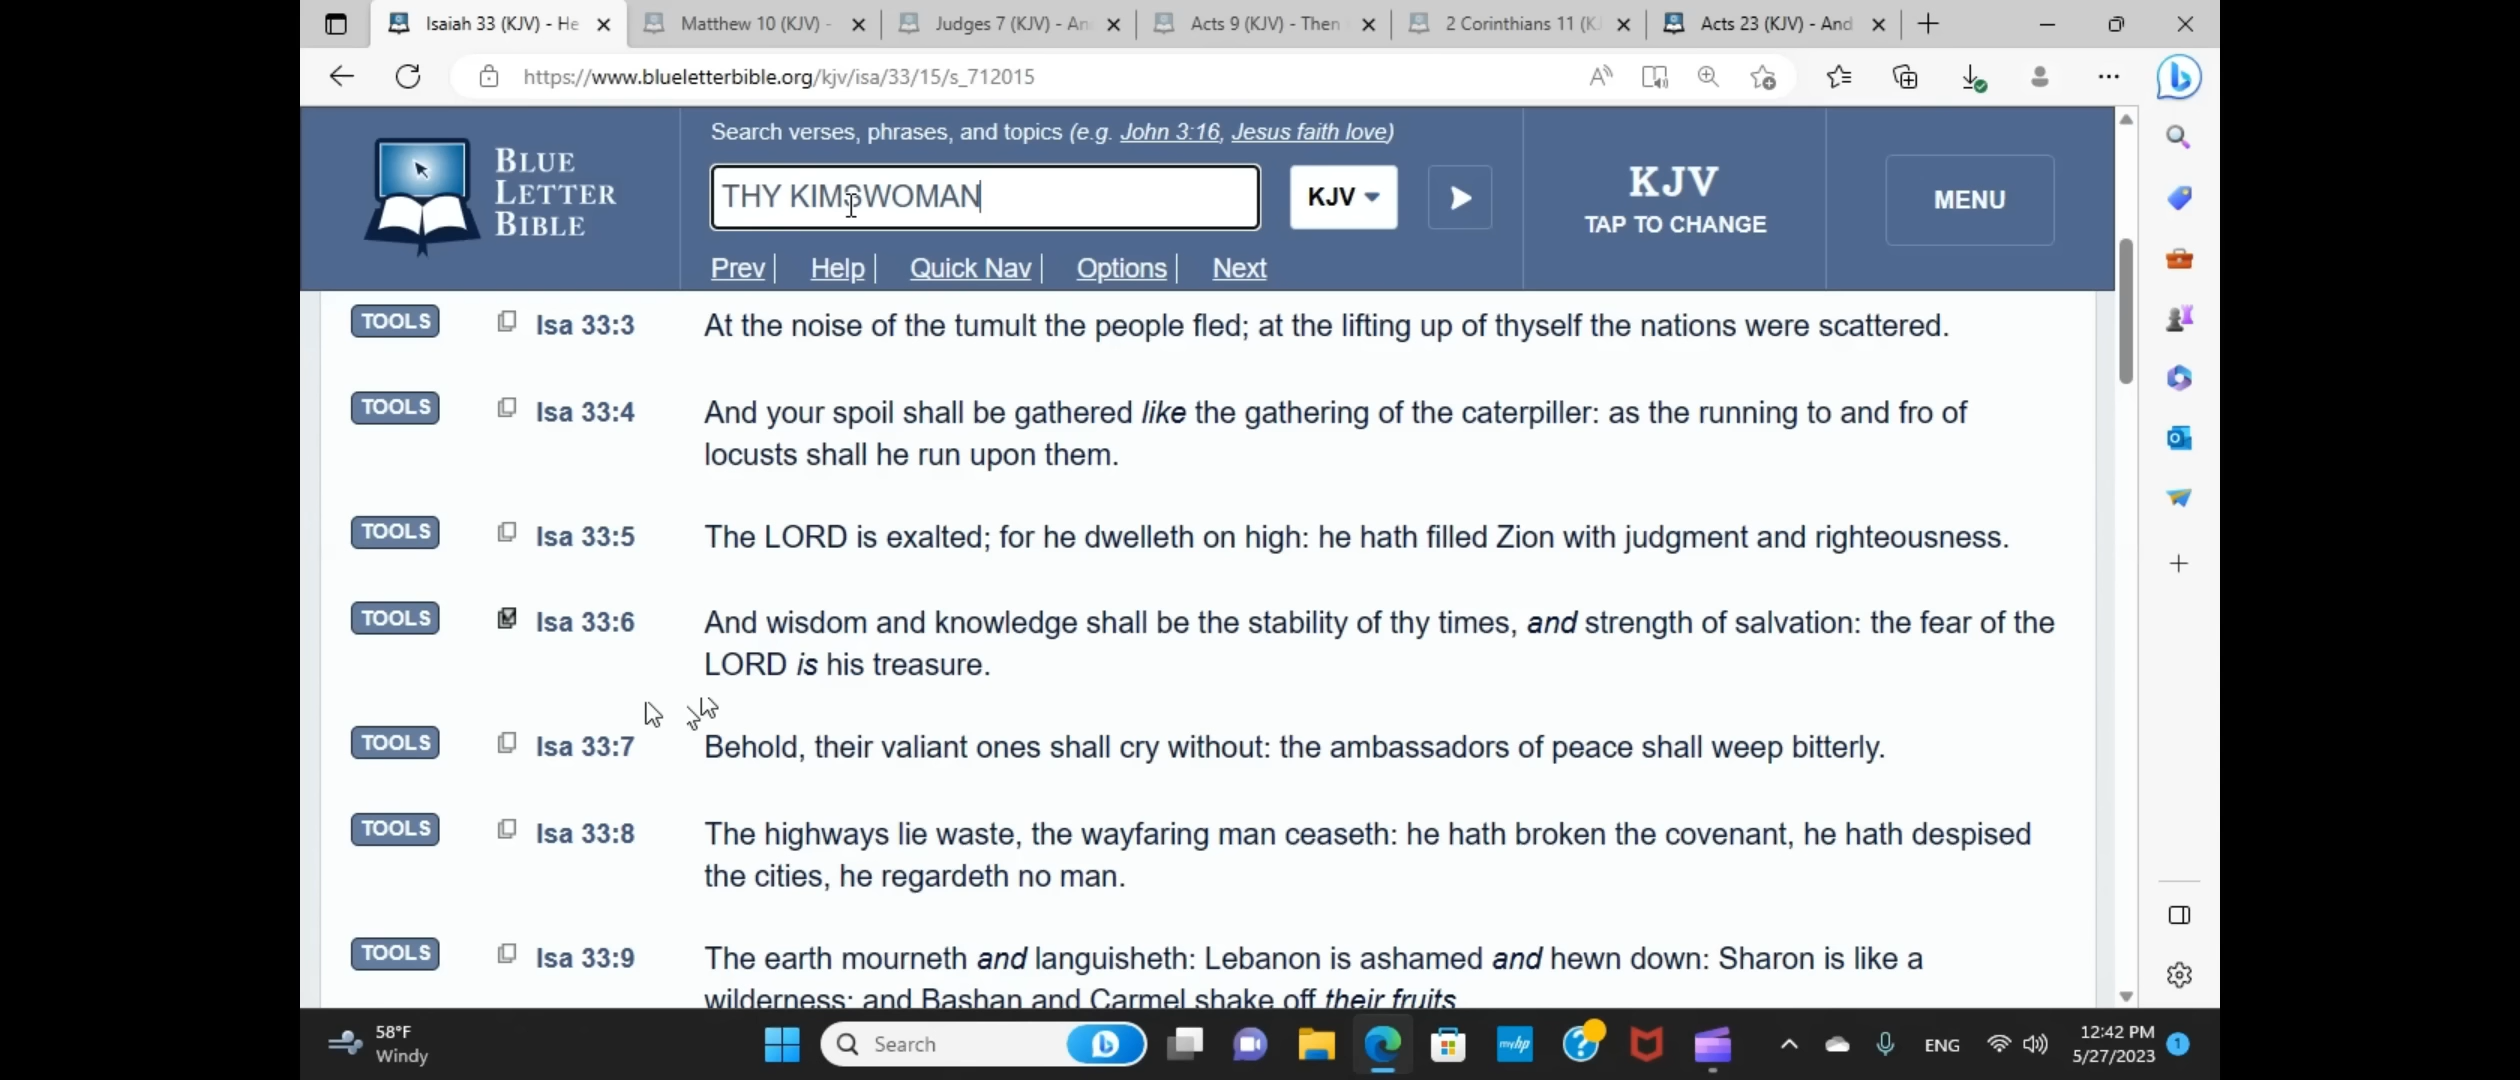 Isaiah 33 (KJV) - He
Matthew 10 (KJV) -
Judges 7 (KJV) - An
Acts 9 (KJV) - Then
2 Corinthians 11 (KJ
Acts 23 (KJV) - And
https://www.blueletterbible.org/kjv/isa/33/15/s_712015
BLUE
LETTER
BIBLE
Search verses, phrases, and topics (e.g. John 3:16, Jesus faith love)
THY KIMSWOMAN
KJV
Prev | Help | Quick Nav | Options | Next
KJV
TAP TO CHANGE
MENU
TOOLS Isa 33:3 At the noise of the tumult the people fled; at the lifting up of thyself the nations were scattered.
TOOLS Isa 33:4 And your spoil shall be gathered like the gathering of the caterpiller: as the running to and fro of
locusts shall he run upon them.
TOOLS Isa 33:5 The LORD is exalted; for he dwelleth on high: he hath filled Zion with judgment and righteousness.
TOOLS Isa 33:6 And wisdom and knowledge shall be the stability of thy times, and strength of salvation: the fear of the
LORD is his treasure.
TOOLS Isa 33:7 Behold, their valiant ones shall cry without: the ambassadors of peace shall weep bitterly.
TOOLS Isa 33:8 The highways lie waste, the wayfaring man ceaseth: he hath broken the covenant, he hath despised
the cities, he regardeth no man.
TOOLS Isa 33:9 The earth mourneth and languisheth: Lebanon is ashamed and hewn down: Sharon is like a
wilderness; and Bashan and Carmel shake off their fruits
58°F
Windy
Search
myhp
ENG
12:42 PM
5/27/2023
1